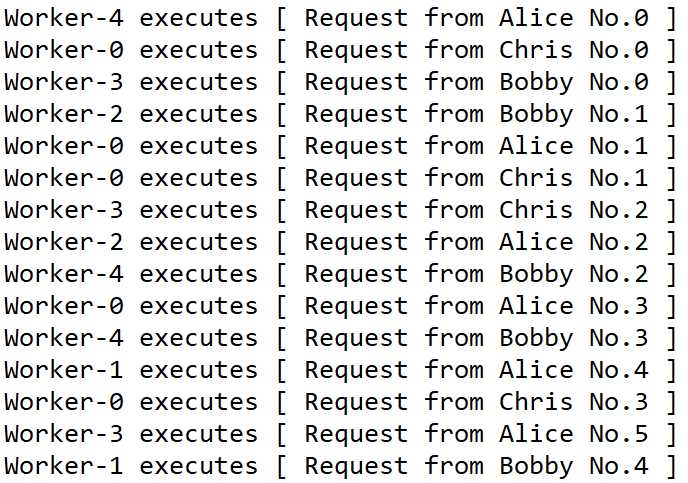 Worker-4 executes [ Request from Alice No.0 ]
Worker-0 executes [ Request from Chris No.0 ]
Worker-3 executes [ Request from Bobby No.0 ]
Worker-2 executes [ Request from Bobby No.1 ]
Worker-0 executes [ Request from Alice No.1 ]
Worker-0 executes [ Request from Chris No.1 ]
Worker-3 executes [ Request from Chris No.2 ]
Worker-2 executes [ Request from Alice No.2 ]
Worker-4 executes [ Request from Bobby No.2 ]
Worker-0 executes [ Request from Alice No.3 ]
Worker-4 executes [ Request from Bobby No.3 ]
Worker-1 executes [ Request from Alice No.4 ]
Worker-0 executes [ Request from Chris No.3 ]
Worker-3 executes [ Request from Alice No.5 ]
Worker-1 executes [ Request from Bobby No.4 ]